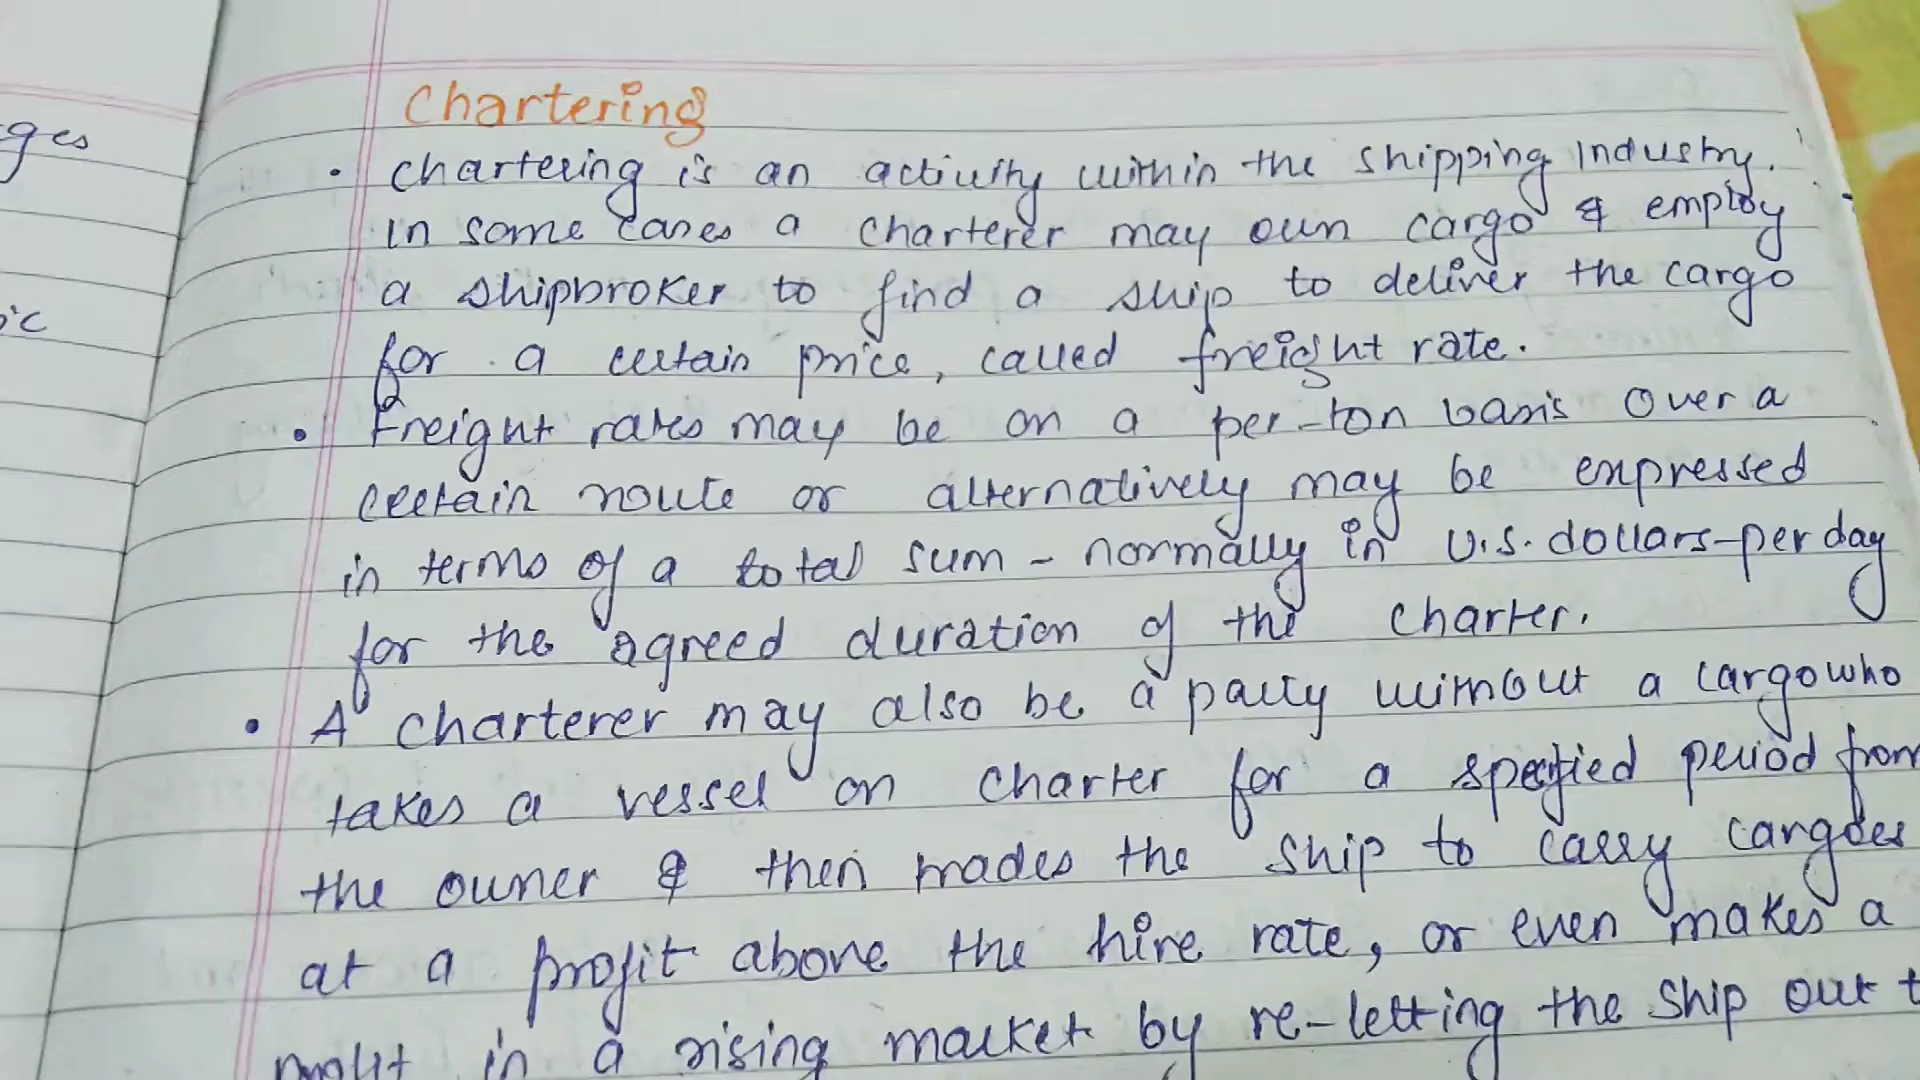 ges
ic
Chartering
• chartering is an activity within the shipping Industry.
in some cases a charterer may own cargo & employ
a shipbroker to find a ship to deliver the cargo
for a certain price, called freight rate.
• Freight rates may be on a per-ton basis over a
certain route or alternatively may be expressed
in terms of a total sum - normally in U.S. dollars-per day
for the agreed duration of the charter.
• A charterer may also be a party without a cargo who
takes a vessel on charter for a specified period from
the owner & then trades the ship to carry cargoes
at a profit above the hire rate, or even makes a
profit in a rising market by re-letting the ship out t